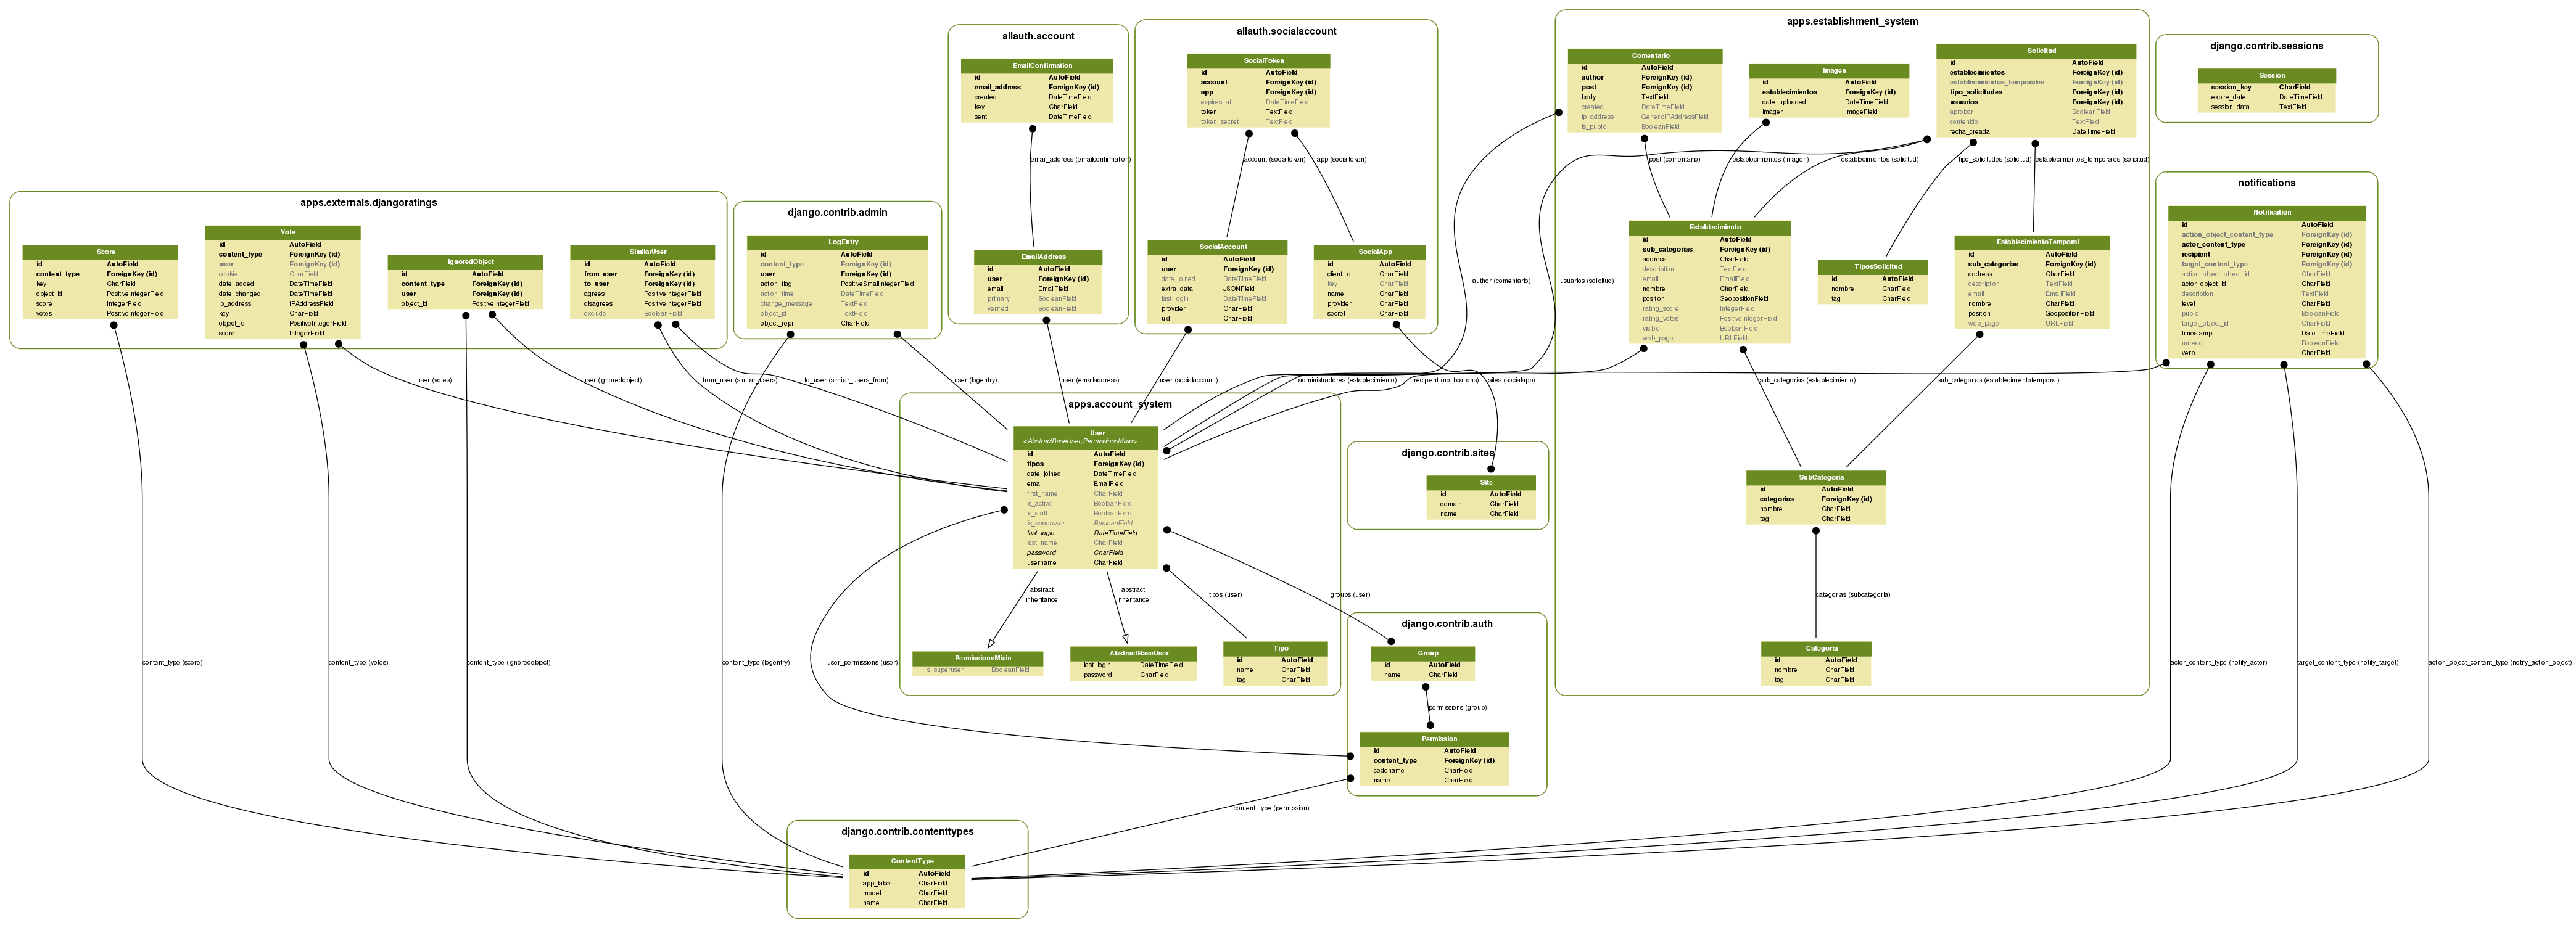 apps.externals.djangoratings
Score
id AutoField
content_type ForeignKey (id)
key CharField
object_id PositiveIntegerField
score IntegerField
votes PositiveIntegerField
Vote
id AutoField
content_type ForeignKey (id)
user ForeignKey (id)
cookie CharField
date_added DateTimeField
date_changed DateTimeField
ip_address IPAddressField
key CharField
object_id PositiveIntegerField
score IntegerField
IgnoredObject
id AutoField
content_type ForeignKey (id)
user ForeignKey (id)
object_id PositiveIntegerField
SimilarUser
id AutoField
from_user ForeignKey (id)
to_user ForeignKey (id)
agrees PositiveIntegerField
disagrees PositiveIntegerField
exclude BooleanField
django.contrib.admin
LogEntry
id AutoField
content_type ForeignKey (id)
user ForeignKey (id)
action_flag PositiveSmallIntegerField
action_time DateTimeField
change_message TextField
object_id TextField
object_repr CharField
allauth.account
EmailConfirmation
id AutoField
email_address ForeignKey (id)
created DateTimeField
key CharField
sent DateTimeField
email_address (emailconfirmation)
EmailAddress
id AutoField
user ForeignKey (id)
email EmailField
primary BooleanField
verified BooleanField
allauth.socialaccount
SocialToken
id AutoField
account ForeignKey (id)
app ForeignKey (id)
expires_at DateTimeField
token TextField
token_secret TextField
account (socialtoken)
app (socialtoken)
SocialAccount
id AutoField
user ForeignKey (id)
date_joined DateTimeField
extra_data JSONField
last_login DateTimeField
provider CharField
uid CharField
SocialApp
id AutoField
client_id CharField
key CharField
name CharField
provider CharField
secret CharField
apps.establishment_system
Comentario
id AutoField
author ForeignKey (id)
post ForeignKey (id)
body TextField
created DateTimeField
ip_address GenericIPAddressField
is_public BooleanField
Imagen
id AutoField
establecimientos ForeignKey (id)
date_uploaded DateTimeField
imagen ImageField
Solicitud
id AutoField
establecimientos ForeignKey (id)
establecimientos_temporales ForeignKey (id)
tipo_solicitudes ForeignKey (id)
usuarios ForeignKey (id)
aprobar BooleanField
contenido TextField
fecha_creada DateTimeField
post (comentario)
establecimientos (imagen)
establecimientos (solicitud)
tipo_solicitudes (solicitud)
establecimientos_temporales (solicitud)
Establecimiento
id AutoField
sub_categorias ForeignKey (id)
address CharField
description TextField
email EmailField
nombre CharField
position GeopositionField
rating_score IntegerField
rating_votes PositiveIntegerField
visible BooleanField
web_page URLField
TiposSolicitud
id AutoField
nombre CharField
tag CharField
EstablecimientoTemporal
id AutoField
sub_categorias ForeignKey (id)
address CharField
description TextField
email EmailField
nombre CharField
position GeopositionField
web_page URLField
django.contrib.sessions
Session
session_key CharField
expire_date DateTimeField
session_data TextField
notifications
Notification
id AutoField
action_object_content_type ForeignKey (id)
actor_content_type ForeignKey (id)
recipient ForeignKey (id)
target_content_type ForeignKey (id)
action_object_object_id CharField
actor_object_id CharField
description TextField
level CharField
public BooleanField
target_object_id CharField
timestamp DateTimeField
unread BooleanField
verb CharField
author (comentario)
usuarios (solicitud)
user (votes)
user (ignoredobject)
from_user (similar_users)
to_user (similar_users_from)
user (logentry)
user (emailaddress)
user (socialaccount)
administradores (establecimiento)
recipient (notifications)
sites (socialapp)
sub_categorias (establecimiento)
sub_categorias (establecimientotemporal)
apps.account_system
User
<AbstractBaseUser,PermissionsMixin>
id AutoField
tipos ForeignKey (id)
date_joined DateTimeField
email EmailField
first_name CharField
is_active BooleanField
is_staff BooleanField
is_superuser BooleanField
last_login DateTimeField
last_name CharField
password CharField
username CharField
django.contrib.sites
Site
id AutoField
domain CharField
name CharField
SubCategoria
id AutoField
categorias ForeignKey (id)
nombre CharField
tag CharField
abstract
inheritance
abstract
inheritance
tipos (user)
groups (user)
categorias (subcategoria)
PermissionsMixin
is_superuser BooleanField
AbstractBaseUser
last_login DateTimeField
password CharField
Tipo
id AutoField
name CharField
tag CharField
django.contrib.auth
Group
id AutoField
name CharField
permissions (group)
Permission
id AutoField
content_type ForeignKey (id)
codename CharField
name CharField
Categoria
id AutoField
nombre CharField
tag CharField
content_type (score)
content_type (votes)
content_type (ignoredobject)
content_type (logentry)
user_permissions (user)
actor_content_type (notify_actor)
target_content_type (notify_target)
action_object_content_type (notify_action_object)
content_type (permission)
django.contrib.contenttypes
ContentType
id AutoField
app_label CharField
model CharField
name CharField